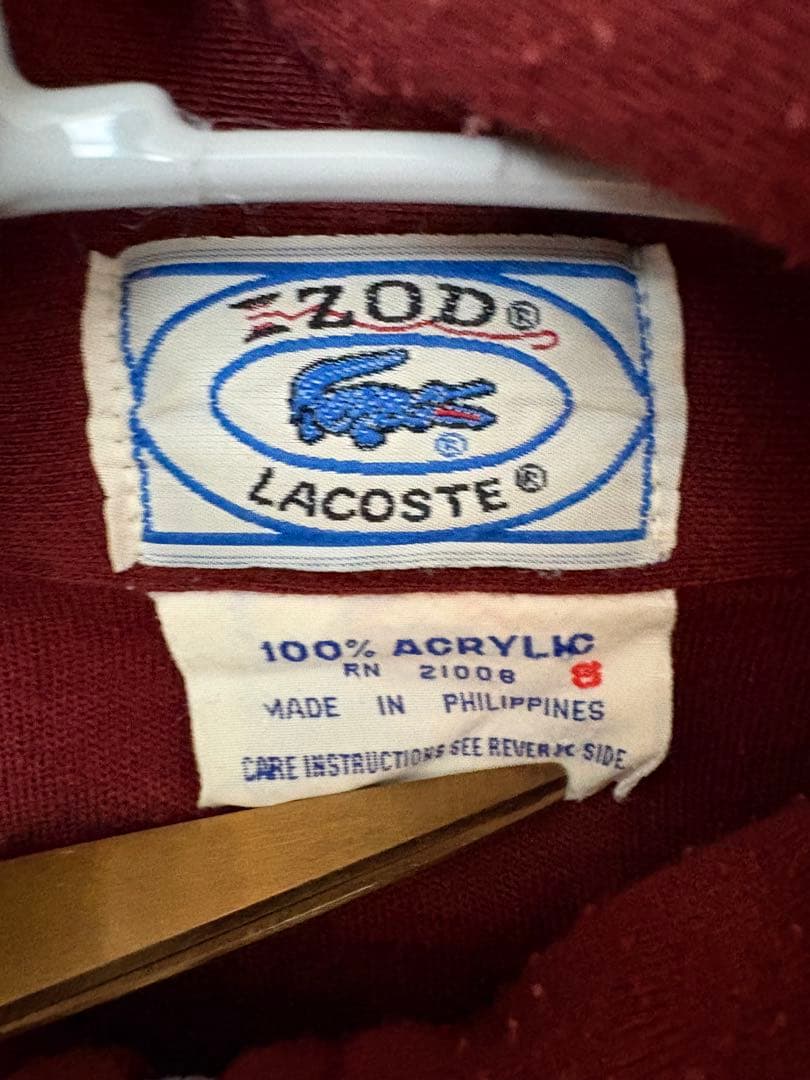 IZOD®
®
LACOSTE®
100% ACRYLIC
RN 21008 S
MADE IN PHILIPPINES
CARE INSTRUCTIONS SEE REVERSE SIDE